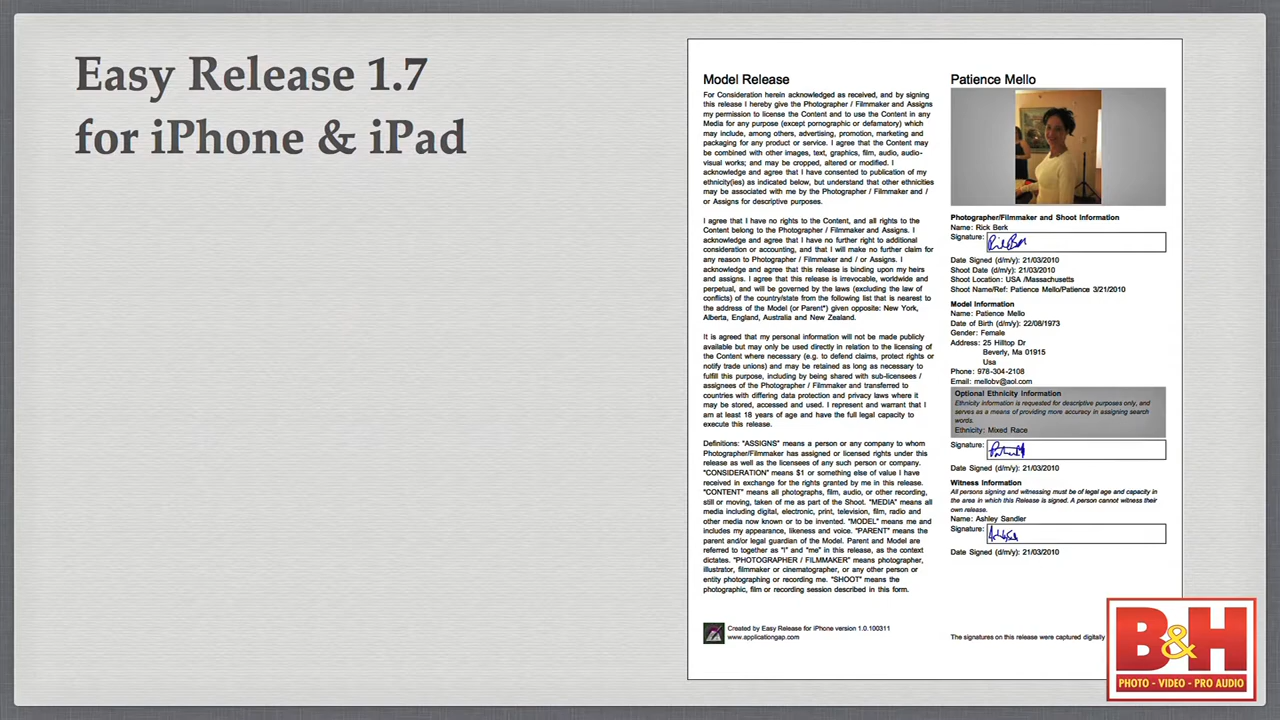 Easy Release 1.7
for iPhone & iPad
Model Release
For Consideration herein acknowledged as received, and by signing
this release I hereby give the Photographer / Filmmaker and Assigns
my permission to license the Content and to use the Content in any
Media for any purpose (except pornographic or defamatory) which
may include, among others, advertising, promotion, marketing and
packaging for any product or service. I agree that the Content may
be combined with other images, text, graphics, film, audio, audio-
visual works; and may be cropped, altered or modified. I
acknowledge and agree that I have consented to publication of my
ethnicity(ies) as indicated below, but understand that other ethnicities
may be associated with me by the Photographer / Filmmaker and /
or Assigns for descriptive purposes.
I agree that I have no rights to the Content, and all rights to the
Content belong to the Photographer / Filmmaker and Assigns. I
acknowledge and agree that I have no further right to additional
consideration or accounting, and that I will make no further claim for
any reason to Photographer / Filmmaker and / or Assigns. I
acknowledge and agree that this release is binding upon my heirs
and assigns. I agree that this release is irrevocable, worldwide and
perpetual, and will be governed by the laws (excluding the law of
conflicts) of the country/state from the following list that is nearest to
the address of the Model (or Parent*) given opposite: New York,
Alberta, England, Australia and New Zealand.
It is agreed that my personal information will not be made publicly
available but may only be used directly in relation to the licensing of
the Content where necessary (e.g. to defend claims, protect rights or
notify trade unions) and may be retained as long as necessary to
fulfill this purpose, including by being shared with sub-licensees /
assignees of the Photographer / Filmmaker and transferred to
countries with differing data protection and privacy laws where it
may be stored, accessed and used. I represent and warrant that I
am at least 18 years of age and have the full legal capacity to
execute this release.
Definitions: "ASSIGNS" means a person or any company to whom
Photographer/Filmmaker has assigned or licensed rights under this
release as well as the licensees of any such person or company.
"CONSIDERATION" means $1 or something else of value I have
received in exchange for the rights granted by me in this release.
"CONTENT" means all photographs, film, audio, or other recording,
still or moving, taken of me as part of the Shoot. "MEDIA" means all
media including digital, electronic, print, television, film, radio and
other media now known or to be invented. "MODEL" means me and
includes my appearance, likeness and voice. "PARENT" means the
parent and/or legal guardian of the Model. Parent and Model are
referred to together as "I" and "me" in this release, as the context
dictates. "PHOTOGRAPHER / FILMMAKER" means photographer,
illustrator, filmmaker or cinematographer, or any other person or
entity photographing or recording me. "SHOOT" means the
photographic, film or recording session described in this form.
Created by Easy Release for iPhone version 1.0.100311
www.applicationgap.com
Patience Mello
Photographer/Filmmaker and Shoot Information
Name: Rick Berk
Signature:
Date Signed (d/m/y): 21/03/2010
Shoot Date (d/m/y): 21/03/2010
Shoot Location: USA /Massachusetts
Shoot Name/Ref: Patience Mello/Patience 3/21/2010
Model Information
Name: Patience Mello
Date of Birth (d/m/y): 22/08/1973
Gender: Female
Address: 25 Hilltop Dr
Beverly, Ma 01915
Usa
Phone: 978-304-2108
Email: mellobv@aol.com
Optional Ethnicity Information
Ethnicity information is requested for descriptive purposes only, and
serves as a means of providing more accuracy in assigning search
words.
Ethnicity: Mixed Race
Signature:
Date Signed (d/m/y): 21/03/2010
Witness Information
All persons signing and witnessing must be of legal age and capacity in
the area in which this Release is signed. A person cannot witness their
own release.
Name: Ashley Sandler
Signature:
Date Signed (d/m/y): 21/03/2010
The signatures on this release were captured digitally
B&H
PHOTO - VIDEO - PRO AUDIO